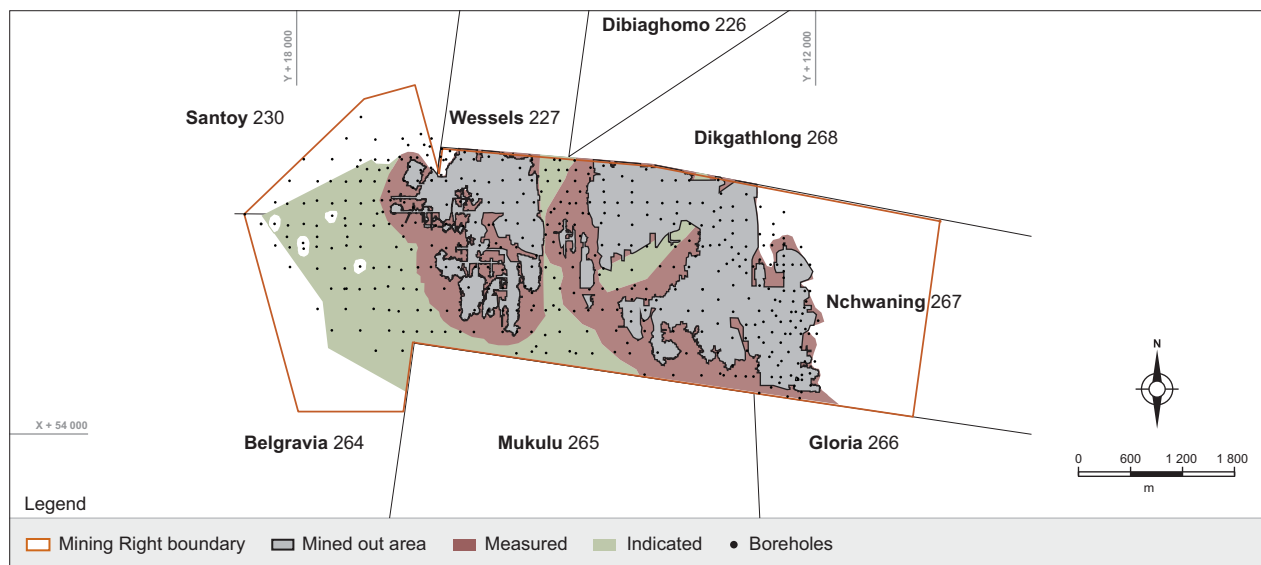 Dibiaghomo 226
Y + 18 000
Y + 12 000
Santoy 230
Wessels 227
Dikgathlong 268
Nchwaning 267
N
X + 54 000
Belgravia 264
Mukulu 265
Gloria 266
0 600 1 200 1 800
m
Legend
Mining Right boundary Mined out area Measured Indicated Boreholes